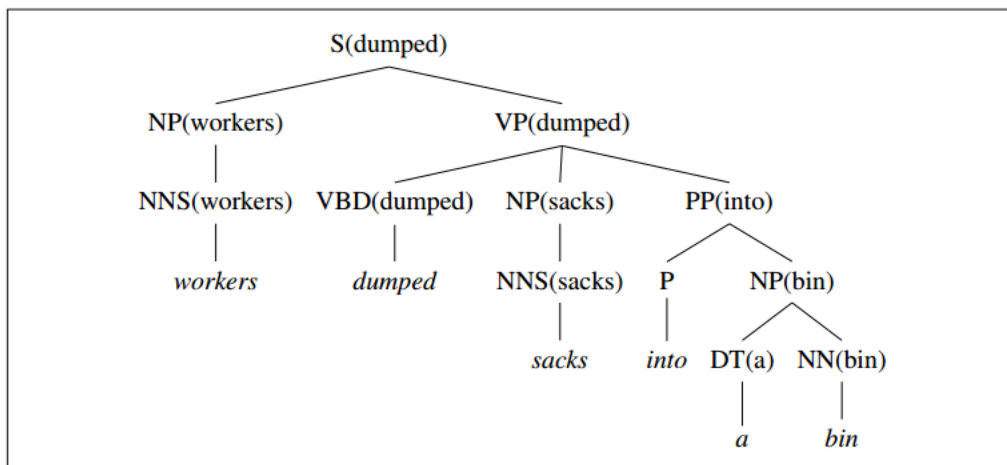 S(dumped)
NP(workers) VP(dumped)
NNS(workers) VBD(dumped) NP(sacks) PP(into)
workers dumped NNS(sacks) P NP(bin)
sacks into DT(a) NN(bin)
a bin